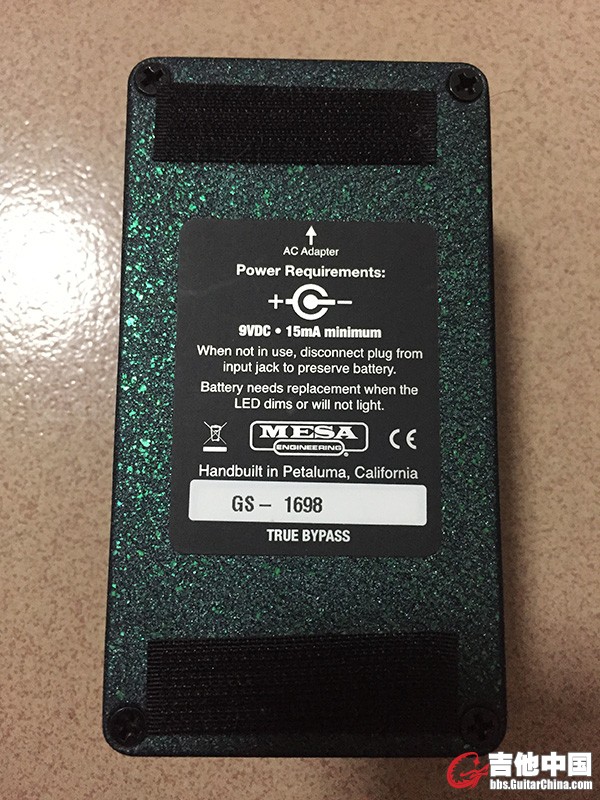 AC Adapter
Power Requirements:
+ −
9VDC • 15mA minimum
When not in use, disconnect plug from
input jack to preserve battery.
Battery needs replacement when the
LED dims or will not light.
MESA
ENGINEERING
®
CE
Handbuilt in Petaluma, California
GS – 1698
TRUE BYPASS
吉他中国
bbs.GuitarChina.com